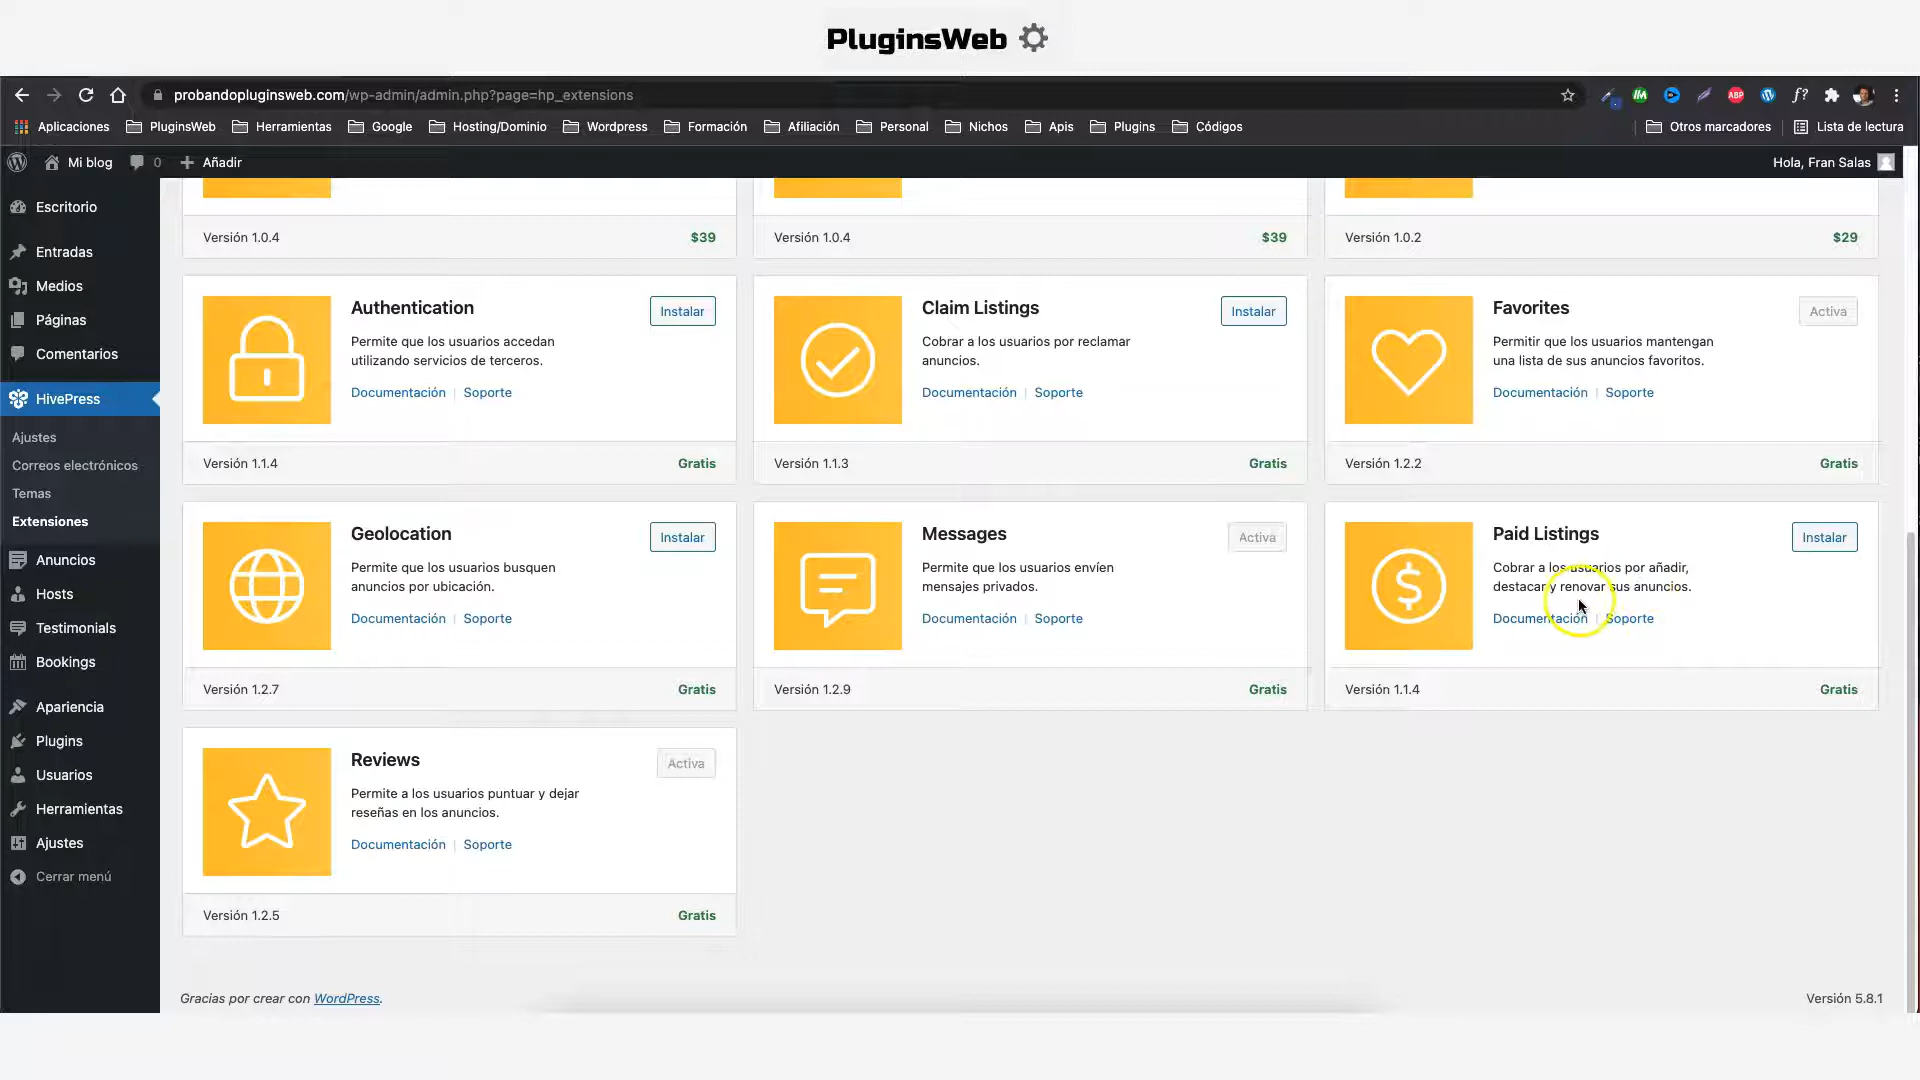 PluginsWeb
probandopluginsweb.com/wp-admin/admin.php?page=hp_extensions
ABP
f?
Aplicaciones PluginsWeb Herramientas Google Hosting/Dominio Wordpress Formación Afiliación Personal Nichos Apis Plugins Códigos Otros marcadores Lista de lectura
Mi blog 0 Añadir Hola, Fran Salas
Escritorio
Entradas
Medios
Páginas
Comentarios
HivePress
Ajustes
Correos electrónicos
Temas
Extensiones
Anuncios
Hosts
Testimonials
Bookings
Apariencia
Plugins
Usuarios
Herramientas
Ajustes
Cerrar menú
Versión 1.0.4 $39
Versión 1.0.4 $39
Versión 1.0.2 $29
Authentication
Instalar
Permite que los usuarios accedan
utilizando servicios de terceros.
Documentación | Soporte
Versión 1.1.4 Gratis
Claim Listings
Instalar
Cobrar a los usuarios por reclamar
anuncios.
Documentación | Soporte
Versión 1.1.3 Gratis
Favorites
Activa
Permitir que los usuarios mantengan
una lista de sus anuncios favoritos.
Documentación | Soporte
Versión 1.2.2 Gratis
Geolocation
Instalar
Permite que los usuarios busquen
anuncios por ubicación.
Documentación | Soporte
Versión 1.2.7 Gratis
Messages
Activa
Permite que los usuarios envíen
mensajes privados.
Documentación | Soporte
Versión 1.2.9 Gratis
Paid Listings
Instalar
Cobrar a los usuarios por añadir,
destacar y renovar sus anuncios.
Documentación | Soporte
Versión 1.1.4 Gratis
Reviews
Activa
Permite a los usuarios puntuar y dejar
reseñas en los anuncios.
Documentación | Soporte
Versión 1.2.5 Gratis
Gracias por crear con WordPress.
Versión 5.8.1